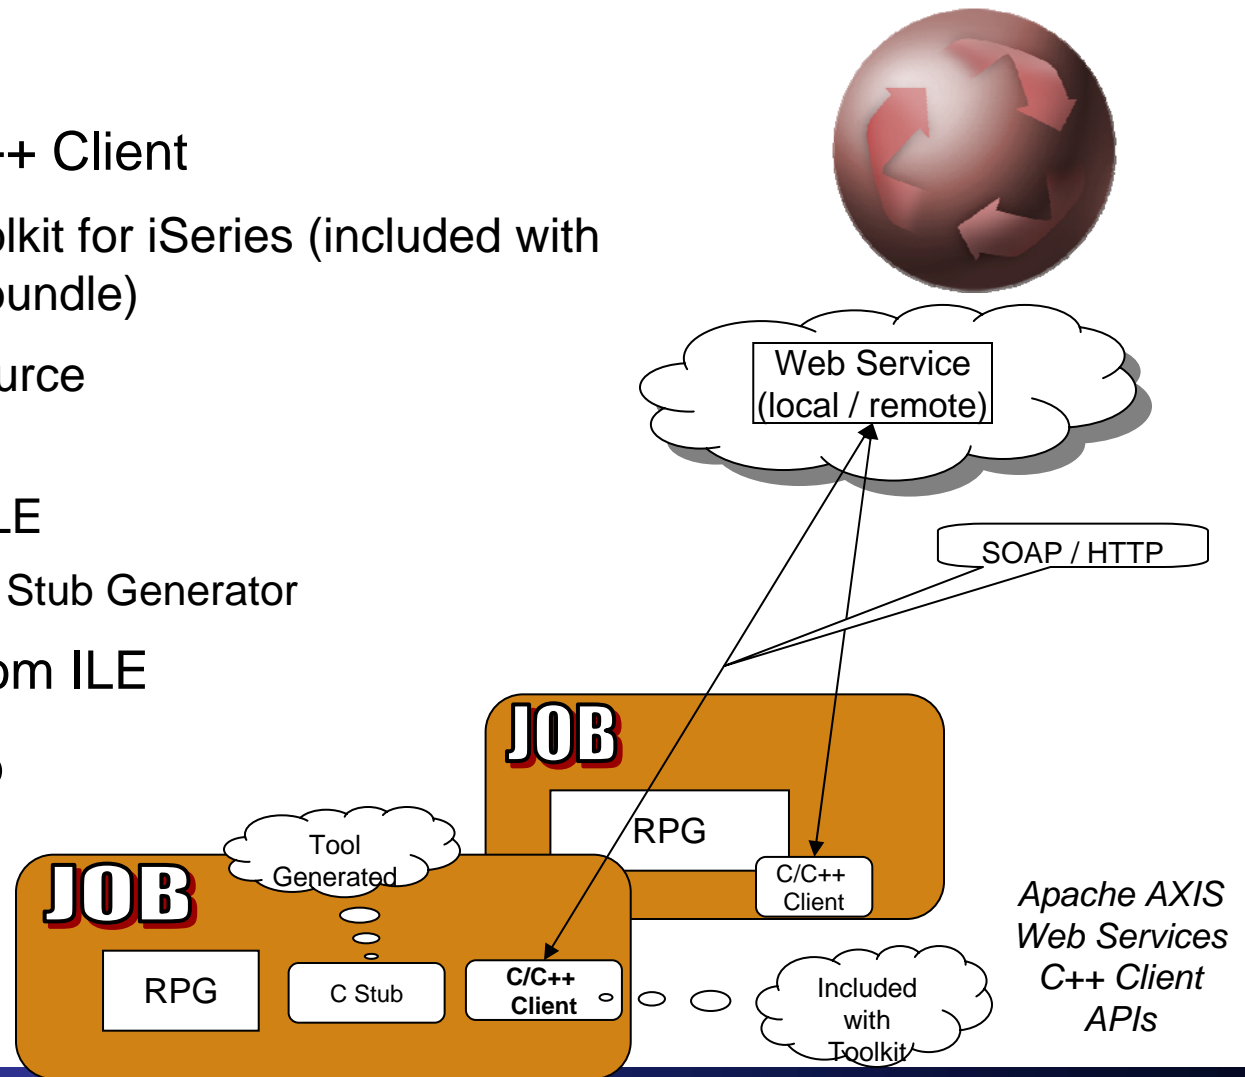 ++ Client
olkit for iSeries (included with
bundle)
urce
LE
Stub Generator
om ILE
Web Service
(local / remote)
SOAP / HTTP
JOB
RPG
C/C++
Client
Tool
Generated
JOB
RPG
C Stub
C/C++
Client
Included
with
Toolkit
Apache AXIS
Web Services
C++ Client
APIs